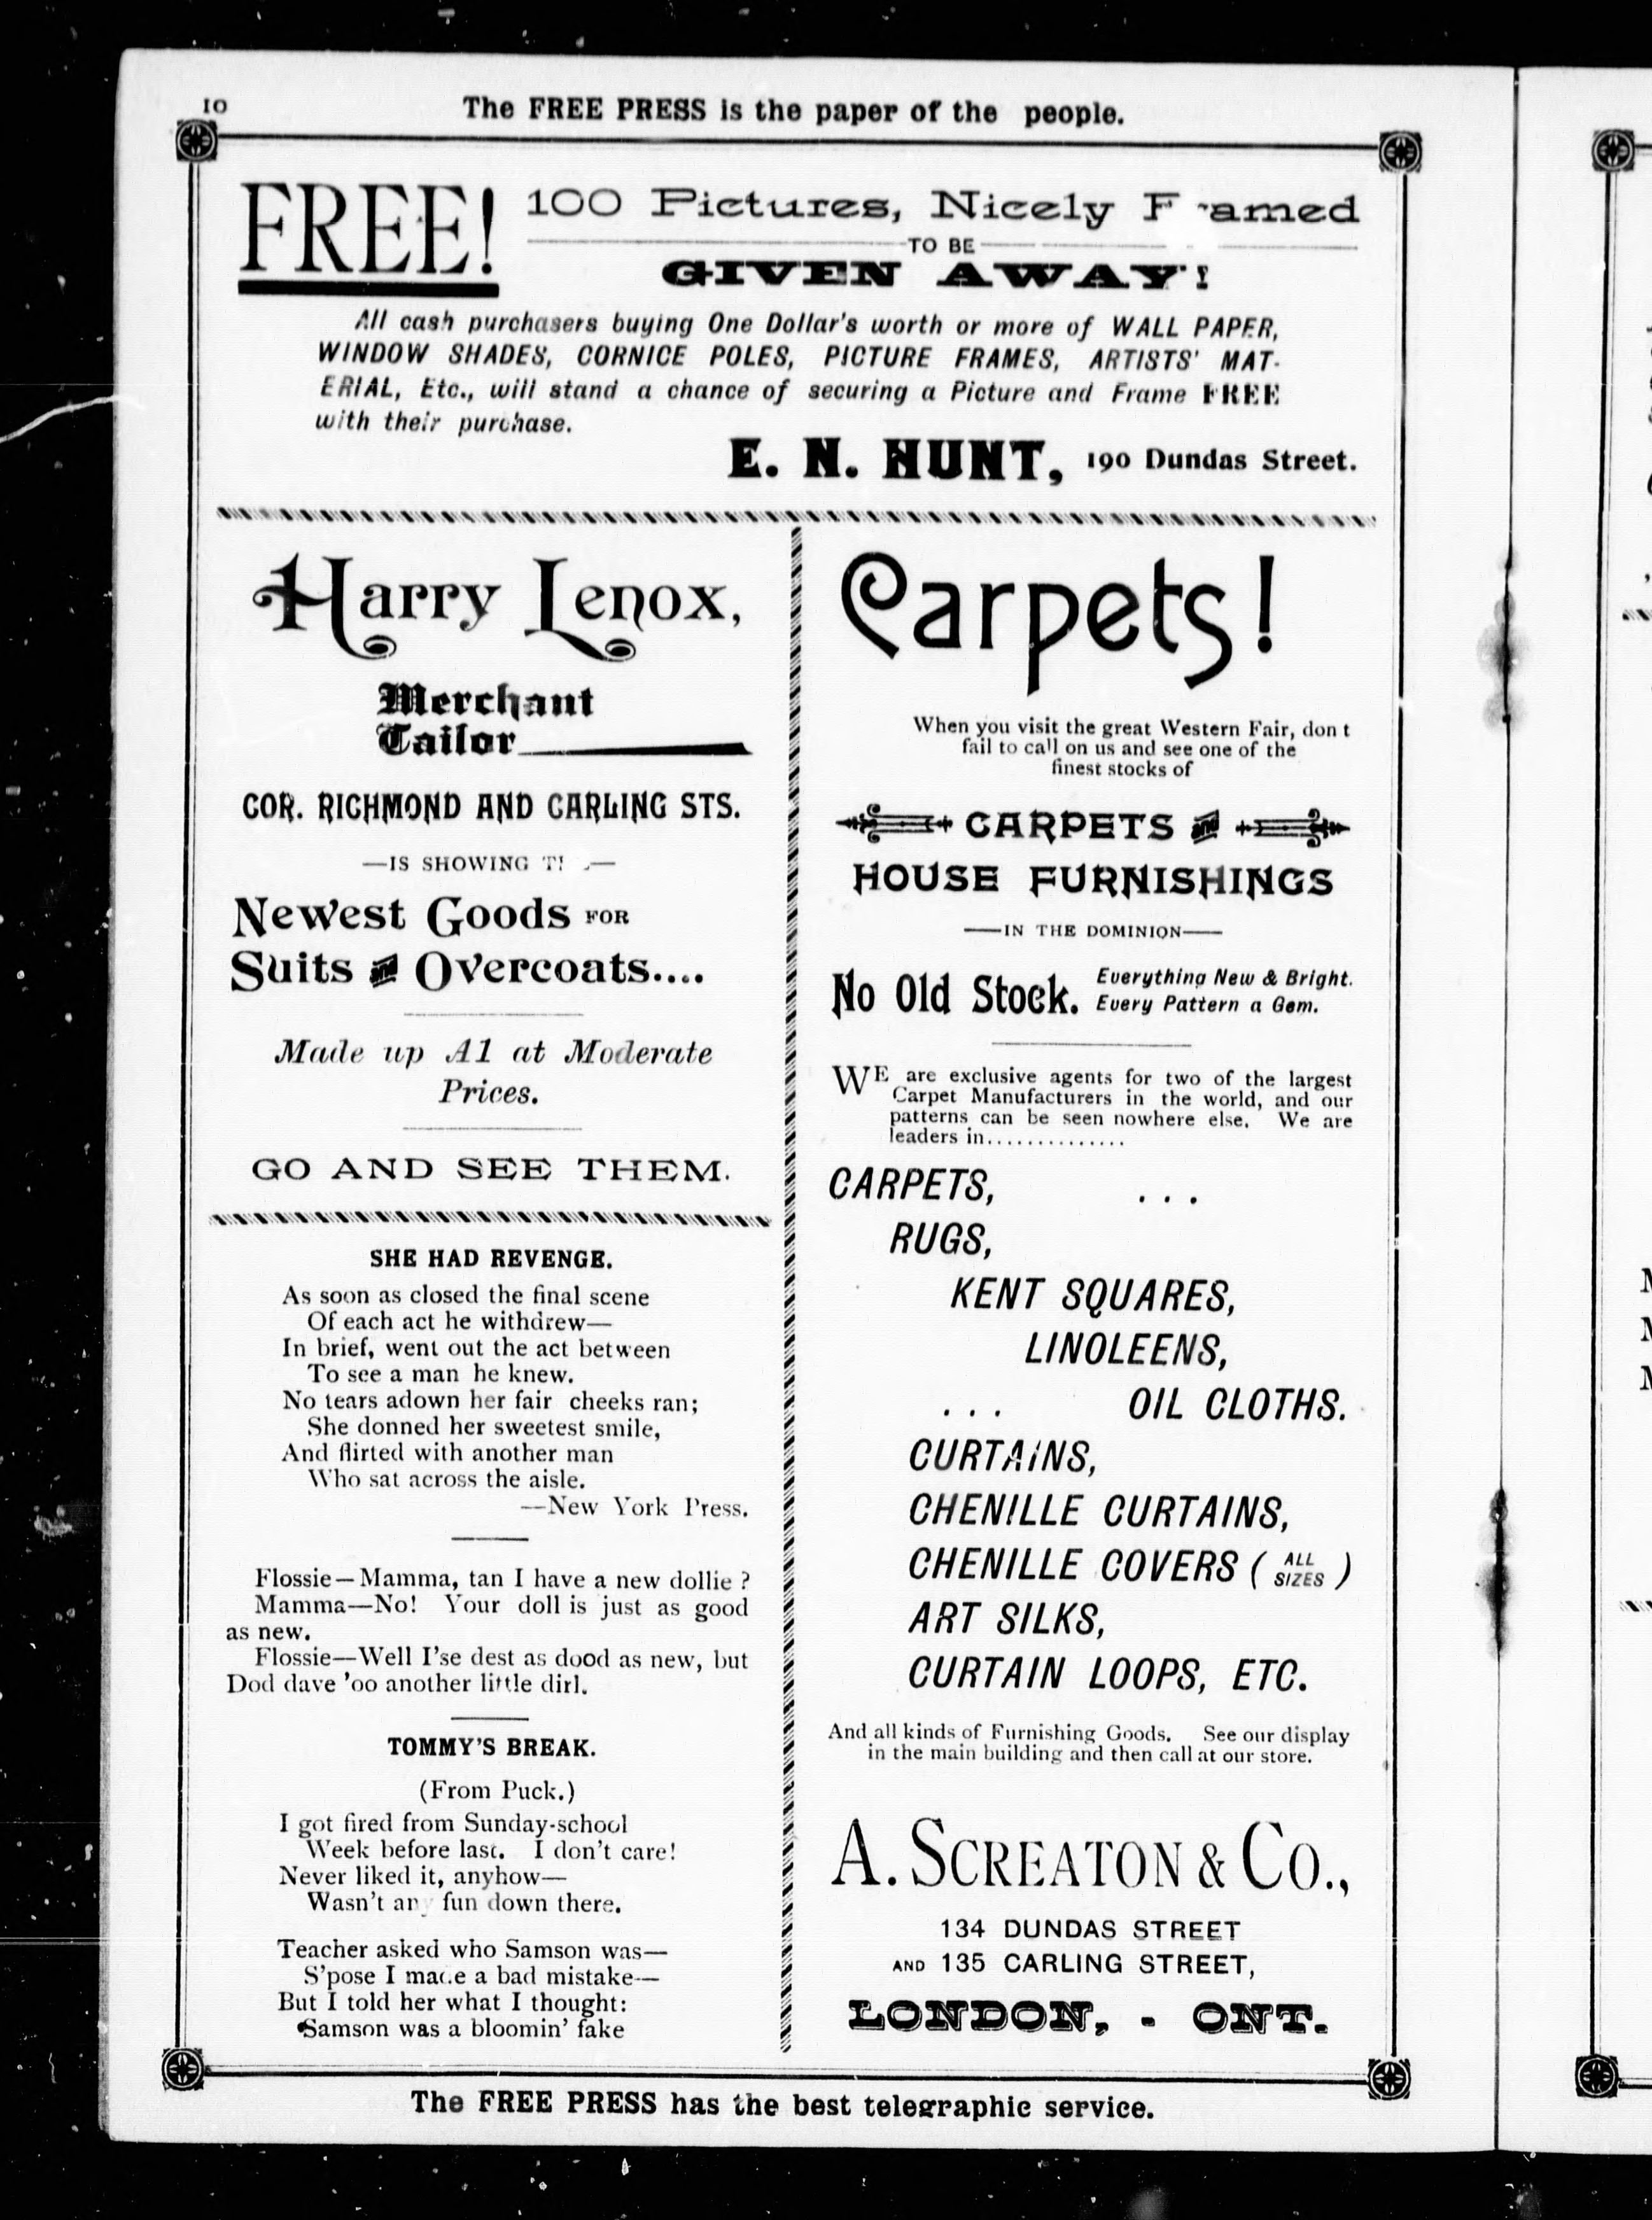 10
The FREE PRESS is the paper of the people.
FREE!
100 Pictures, Nicely F amed
TO BE
GIVEN AWAY!
All cash purchasers buying One Dollar's worth or more of WALL PAPER,
WINDOW SHADES, CORNICE POLES, PICTURE FRAMES, ARTISTS' MAT-
ERIAL, Etc., will stand a chance of securing a Picture and Frame FREE
with their purchase.
E. N. HUNT, 190 Dundas Street.
Harry Lenox,
Merchant
Tailor
COR. RICHMOND AND CARLING STS.
—IS SHOWING
Newest Goods FOR
Suits and Overcoats....
Made up A1 at Moderate
Prices.
GO AND SEE THEM.
SHE HAD REVENGE.
As soon as closed the final scene
Of each act he withdrew—
In brief, went out the act between
To see a man he knew.
No tears adown her fair cheeks ran;
She donned her sweetest smile,
And flirted with another man
Who sat across the aisle.
—New York Press.
Flossie—Mamma, tan I have a new dollie ?
Mamma—No! Your doll is just as good
as new.
Flossie—Well I'se dest as dood as new, but
Dod dave 'oo another little dirl.
TOMMY'S BREAK.
(From Puck.)
I got fired from Sunday-school
Week before last. I don't care!
Never liked it, anyhow—
Wasn't any fun down there.
Teacher asked who Samson was—
S'pose I made a bad mistake—
But I told her what I thought:
Samson was a bloomin' fake
Carpets!
When you visit the great Western Fair, don t
fail to call on us and see one of the
finest stocks of
CARPETS and
HOUSE FURNISHINGS
—IN THE DOMINION—
No Old Stock. Everything New & Bright.
Every Pattern a Gem.
WE are exclusive agents for two of the largest
Carpet Manufacturers in the world, and our
patterns can be seen nowhere else. We are
leaders in..............
CARPETS, ...
RUGS,
KENT SQUARES,
LINOLEENS,
... OIL CLOTHS.
CURTAINS,
CHENILLE CURTAINS,
CHENILLE COVERS ( ALL SIZES )
ART SILKS,
CURTAIN LOOPS, ETC.
And all kinds of Furnishing Goods. See our display
in the main building and then call at our store.
A. SCREATON & CO.,
134 DUNDAS STREET
AND 135 CARLING STREET,
LONDON, - ONT.
The FREE PRESS has the best telegraphic service.